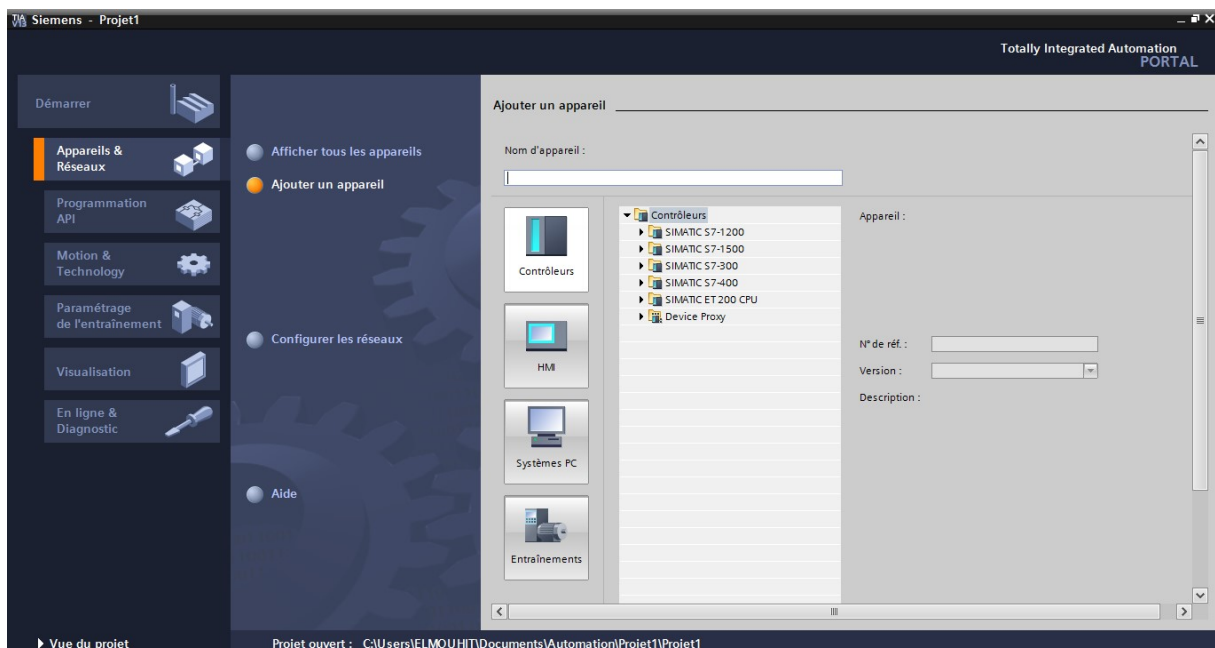 Siemens - Projet1
Totally Integrated Automation
PORTAL
Démarrer
Appareils &
Réseaux
Programmation
API
Motion &
Technology
Paramétrage
de l'entraînement
Visualisation
En ligne &
Diagnostic
Afficher tous les appareils
Ajouter un appareil
Configurer les réseaux
Aide
Ajouter un appareil
Nom d'appareil :
Contrôleurs
HMI
Systèmes PC
Entraînements
Contrôleurs
SIMATIC S7-1200
SIMATIC S7-1500
SIMATIC S7-300
SIMATIC S7-400
SIMATIC ET 200 CPU
Device Proxy
Appareil :
N° de réf. :
Version :
Description :
Vue du projet
Projet ouvert : C:\Users\ELMOUHIT\Documents\Automation\Projet1\Projet1